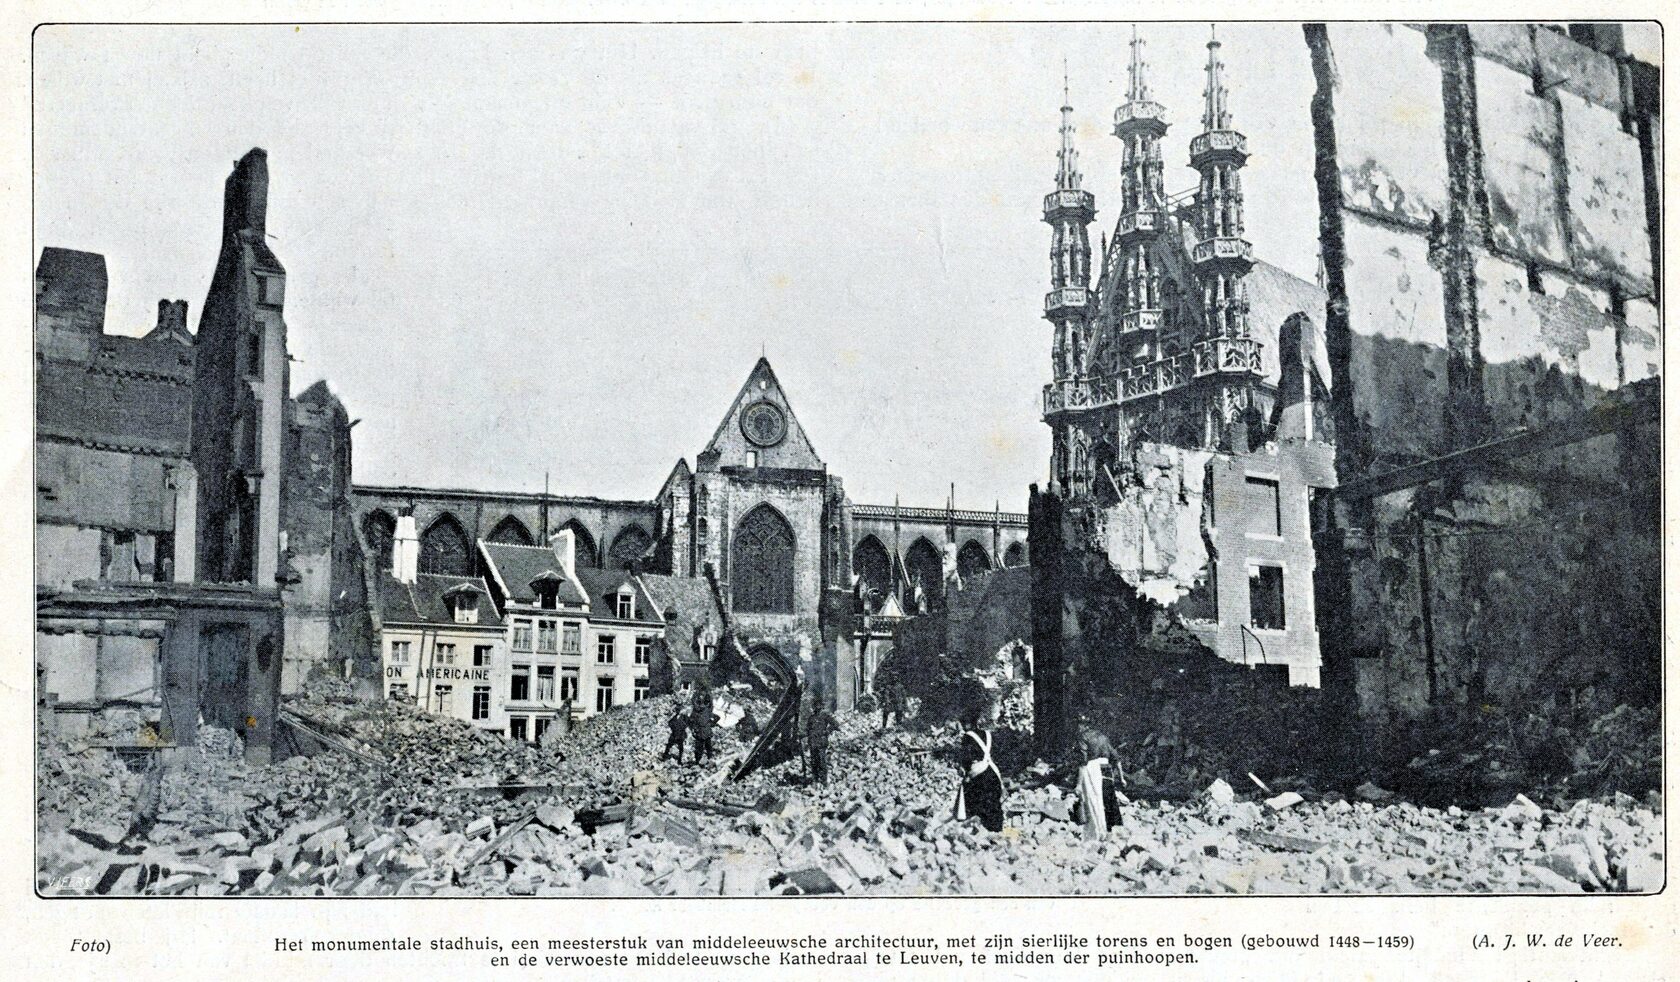 ON AMERICAINE
Foto) Het monumentale stadhuis, een meesterstuk van middeleeuwsche architectuur, met zijn sierlijke torens en bogen (gebouwd 1448—1459) (A. J. W. de Veer.
en de verwoeste middeleeuwsche Kathedraal te Leuven, te midden der puinhoopen.